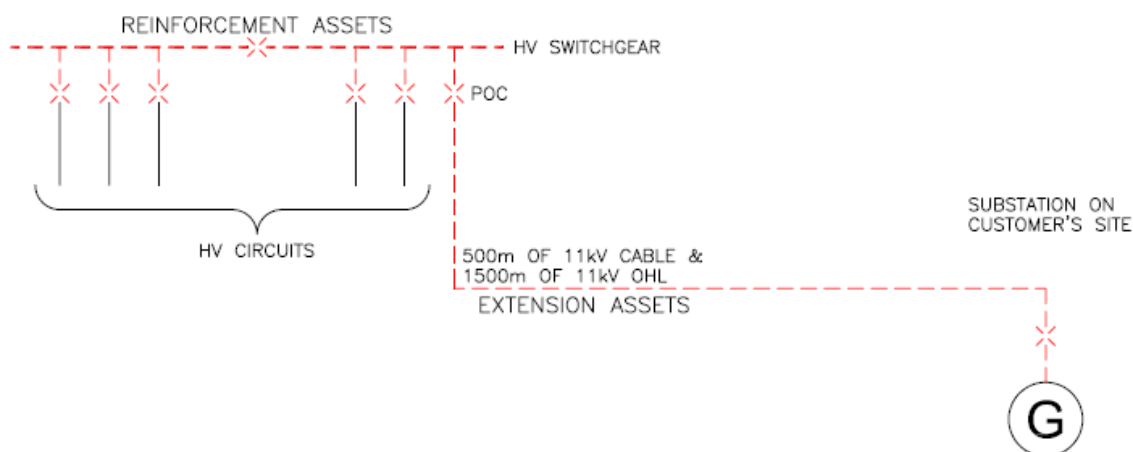 REINFORCEMENT ASSETS
HV SWITCHGEAR
POC
HV CIRCUITS
SUBSTATION ON
CUSTOMER'S SITE
500m OF 11kV CABLE &
1500m OF 11kV OHL
EXTENSION ASSETS
G